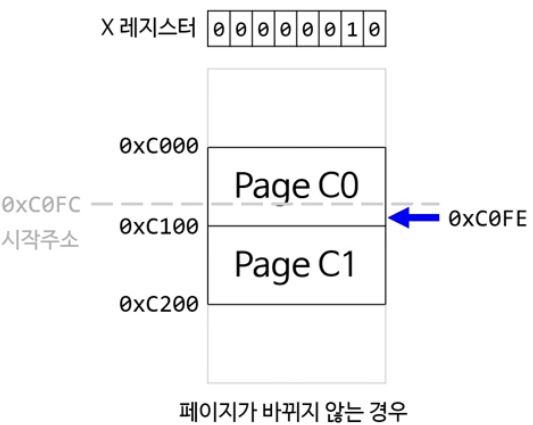 X 레지스터 0 0 0 0 0 0 1 0
0xC000
Page C0
0xC0FC
시작주소
0xC100
0xC0FE
Page C1
0xC200
페이지가 바뀌지 않는 경우